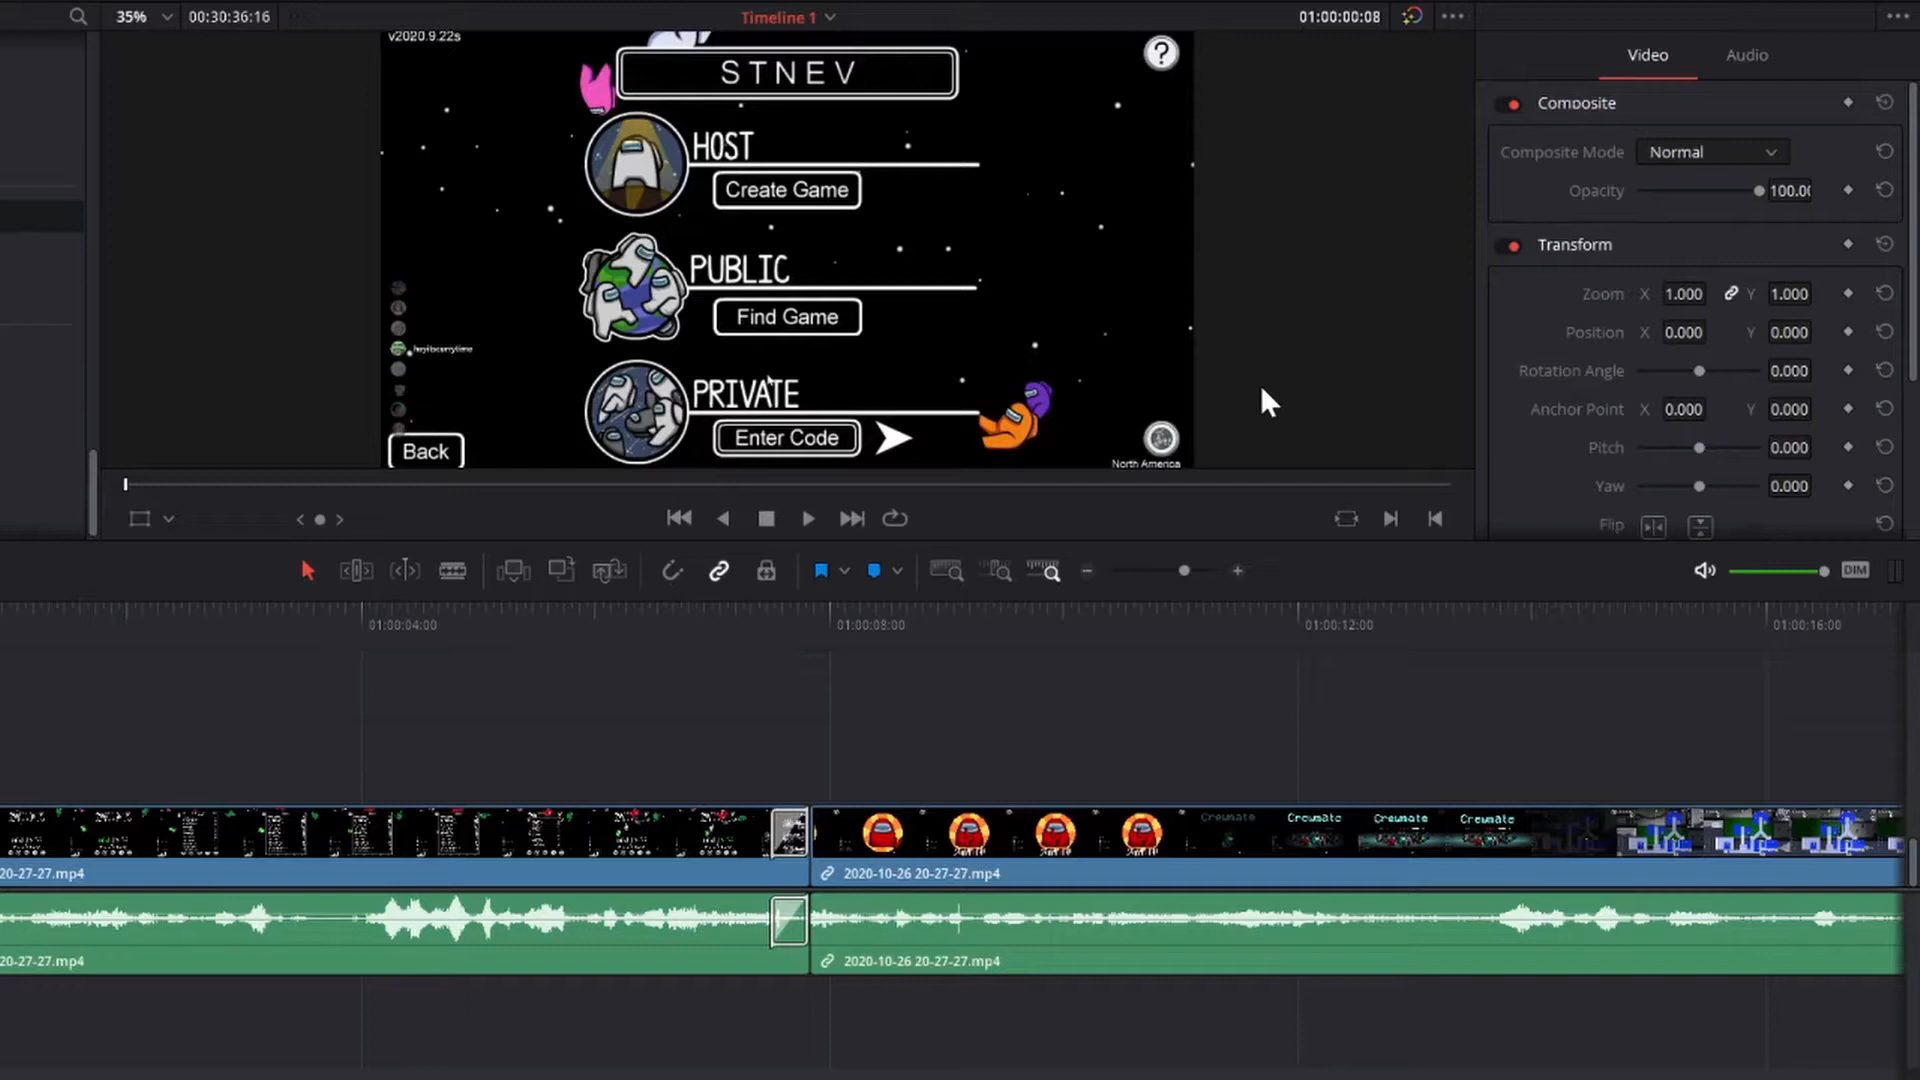 35%
00:30:36:16
Timeline 1
01:00:00:08
Video
Audio
v2020.9.22s
STNEV
?
HOST
Create Game
PUBLIC
Find Game
PRIVATE
Enter Code
Back
North America
Composite
Composite Mode
Normal
Opacity
100.00
Transform
Zoom X 1.000 Y 1.000
Position X 0.000 Y 0.000
Rotation Angle 0.000
Anchor Point X 0.000 Y 0.000
Pitch 0.000
Yaw 0.000
Flip
DIM
01:00:04:00
01:00:08:00
01:00:12:00
01:00:16:00
Crewmate
Crewmate
Crewmate
Crewmate
20-27-27.mp4
2020-10-26 20-27-27.mp4
20-27-27.mp4
2020-10-26 20-27-27.mp4